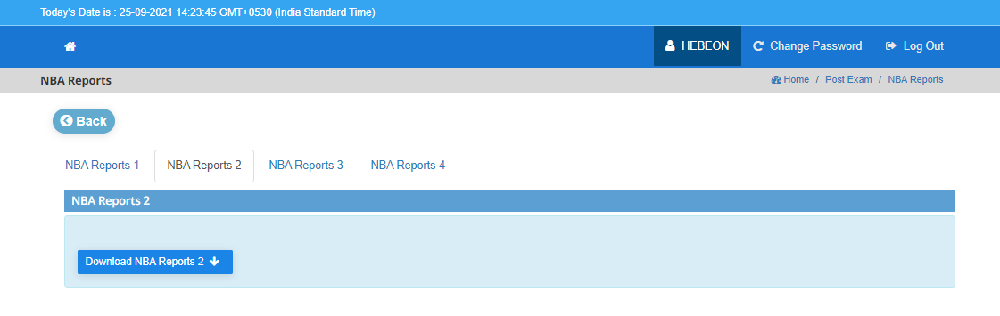 Today's Date is : 25-09-2021 14:23:45 GMT+0530 (India Standard Time)
HEBEON Change Password Log Out
NBA Reports Home / Post Exam / NBA Reports
Back
NBA Reports 1 NBA Reports 2 NBA Reports 3 NBA Reports 4
NBA Reports 2
Download NBA Reports 2